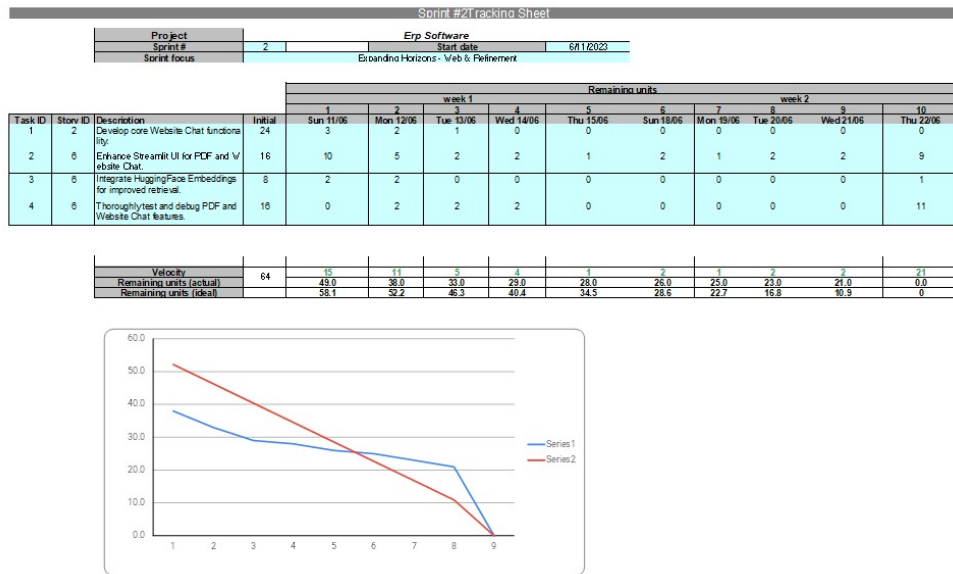 Sprint #2Tracking Sheet
Project Erp Software
Sprint # 2 Start date 6/11/2023
Sprint focus Expanding Horizons - Web & Refinement
Remaining units
week 1 week 2
1 2 3 4 5 6 7 8 9 10
Task ID Story ID Description Initial Sun 11/06 Mon 12/06 Tue 13/06 Wed 14/06 Thu 15/06 Sun 18/06 Mon 19/06 Tue 20/06 Wed 21/06 Thu 22/06
1 2 Develop core Website Chat functiona 24 3 2 1 0 0 0 0 0 0 0
lity.
2 6 Enhance Streamlit UI for PDF and W 16 10 5 2 2 1 2 1 2 2 9
ebsite Chat.
3 6 Integrate HuggingFace Embeddings 8 2 2 0 0 0 0 0 0 0 1
for improved retrieval.
4 6 Thoroughly test and debug PDF and 16 0 2 2 2 0 0 0 0 0 11
Website Chat features.
Velocity 64 15 11 5 4 1 2 1 2 2 21
Remaining units (actual) 49.0 38.0 33.0 29.0 28.0 26.0 25.0 23.0 21.0 0.0
Remaining units (ideal) 58.1 52.2 46.3 40.4 34.5 28.6 22.7 16.8 10.9 0
60.0
50.0
40.0
30.0
20.0
10.0
0.0
Series1
Series2
1 2 3 4 5 6 7 8 9